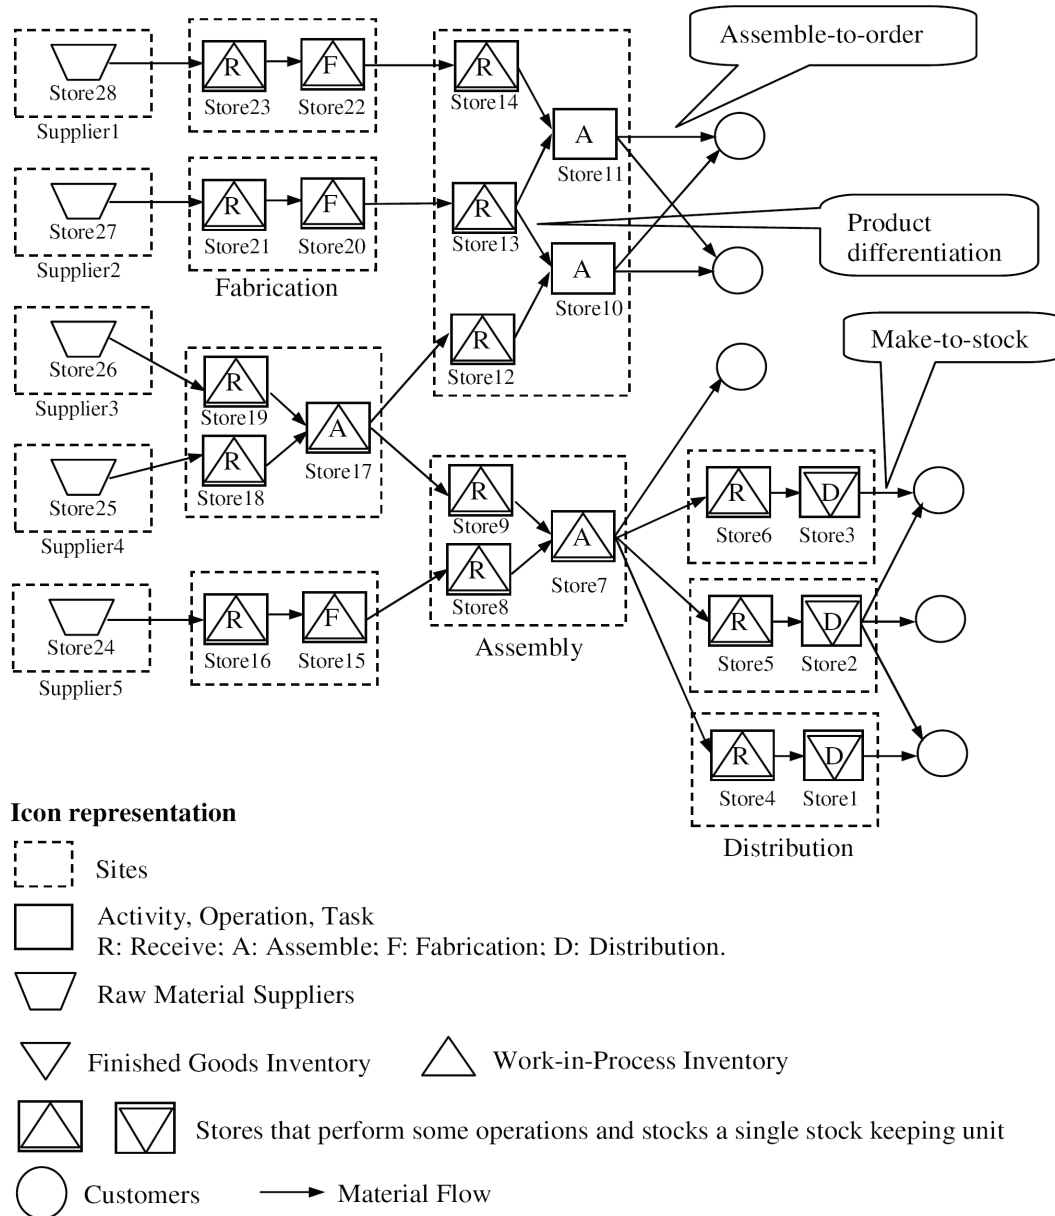 Assemble-to-order
Store28
Supplier1
R
F
Store23
Store22
R
Store14
A
Store11
Store27
Supplier2
R
F
Store21
Store20
Fabrication
R
Store13
A
Store10
Product
differentiation
Store26
Supplier3
R
Store19
R
Store18
A
Store17
R
Store12
Make-to-stock
Store25
Supplier4
R
Store9
R
Store8
A
Store7
Assembly
R
D
Store6
Store3
Store24
Supplier5
R
F
Store16
Store15
R
D
Store5
Store2
R
D
Store4
Store1
Distribution
Icon representation
Sites
Activity, Operation, Task
R: Receive; A: Assemble; F: Fabrication; D: Distribution.
Raw Material Suppliers
Finished Goods Inventory
Work-in-Process Inventory
Stores that perform some operations and stocks a single stock keeping unit
Customers
Material Flow